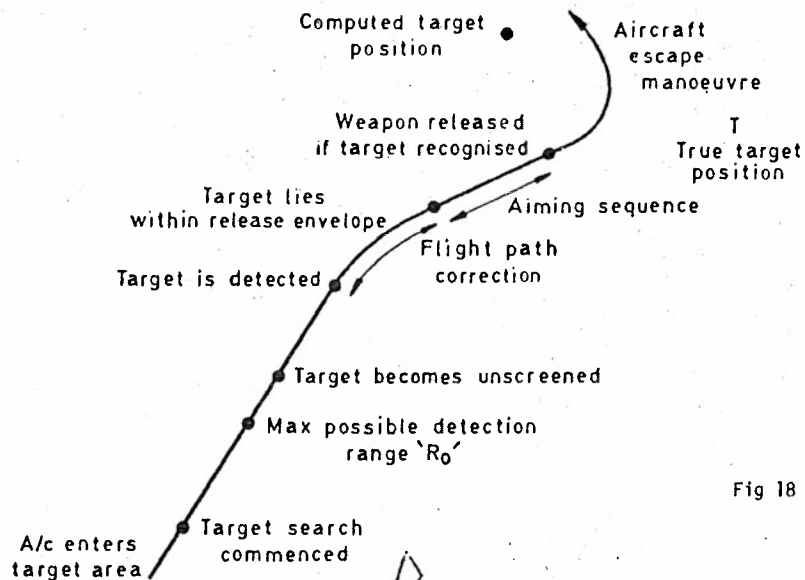 Computed target
position
Aircraft
escape
manoeuvre
Weapon released
if target recognised
T
True target
position
Target lies
within release envelope
Aiming sequence
Flight path
correction
Target is detected
Target becomes unscreened
Max possible detection
range 'R₀'
Fig 18
Target search
commenced
A/c enters
target area